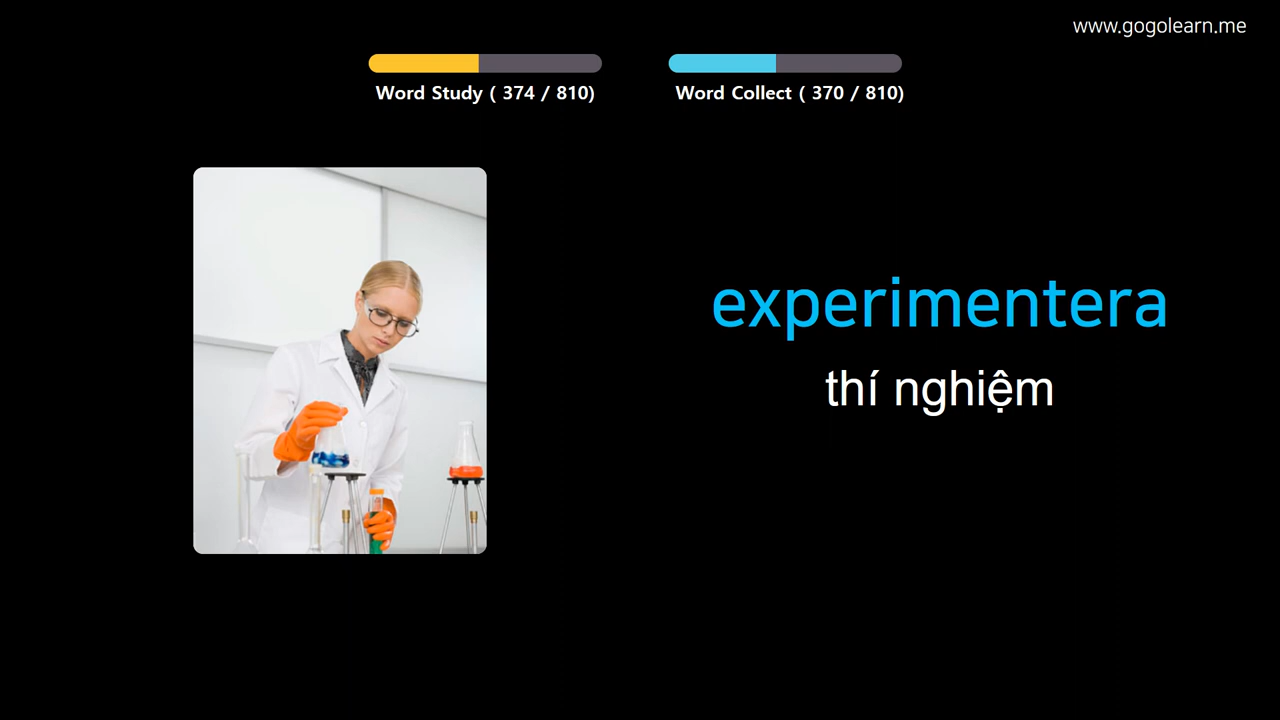 www.gogolearn.me
Word Study ( 374 / 810)
Word Collect ( 370 / 810)
experimentera
thí nghiệm